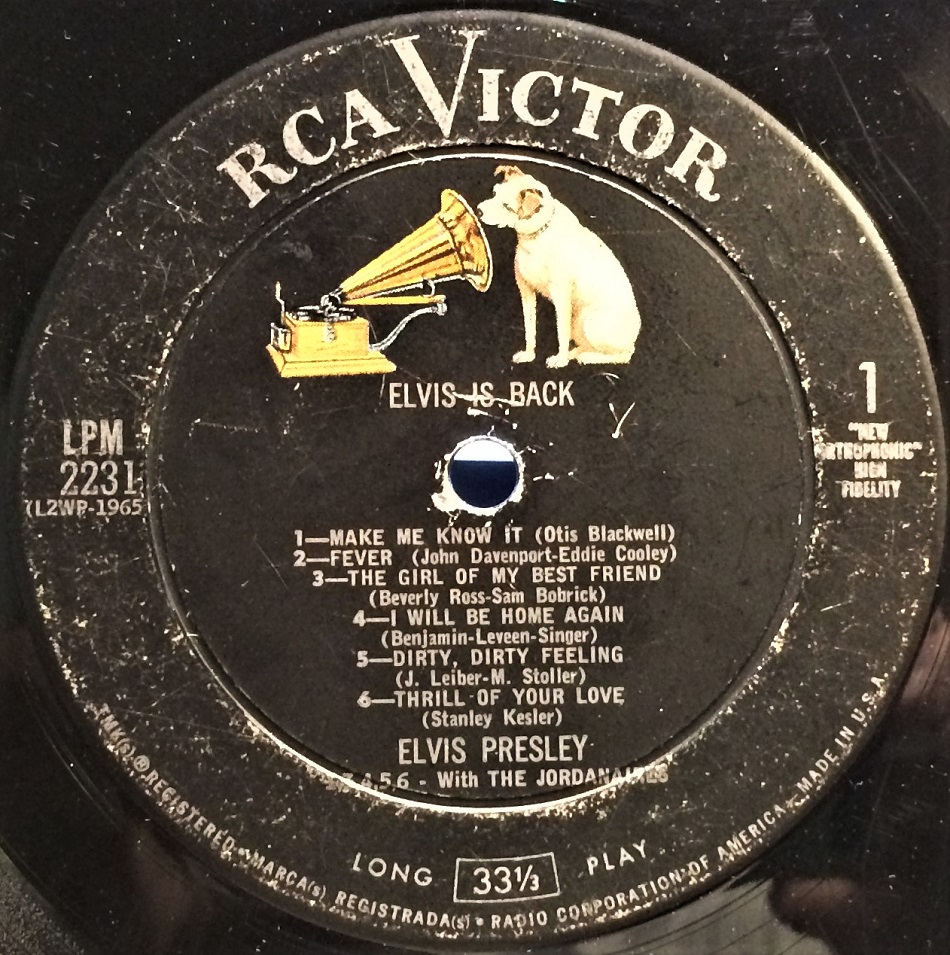 RCA VICTOR
ELVIS IS BACK
LPM
2231
(L2WP-1965
1
"NEW
ORTHOPHONIC"
HIGH
FIDELITY
1—MAKE ME KNOW IT (Otis Blackwell)
2—FEVER (John Davenport-Eddie Cooley)
3—THE GIRL OF MY BEST FRIEND
(Beverly Ross-Sam Bobrick)
4—I WILL BE HOME AGAIN
(Benjamin-Leveen-Singer)
5—DIRTY, DIRTY FEELING
(J. Leiber-M. Stoller)
6—THRILL OF YOUR LOVE
(Stanley Kesler)
ELVIS PRESLEY
5 6 - With THE JORDANAIRES
LONG 33⅓ PLAY
TMK(s) ® REGISTERED • MARCA(s) REGISTRADA(s) • RADIO CORPORATION OF AMERICA - MADE IN U.S.A.